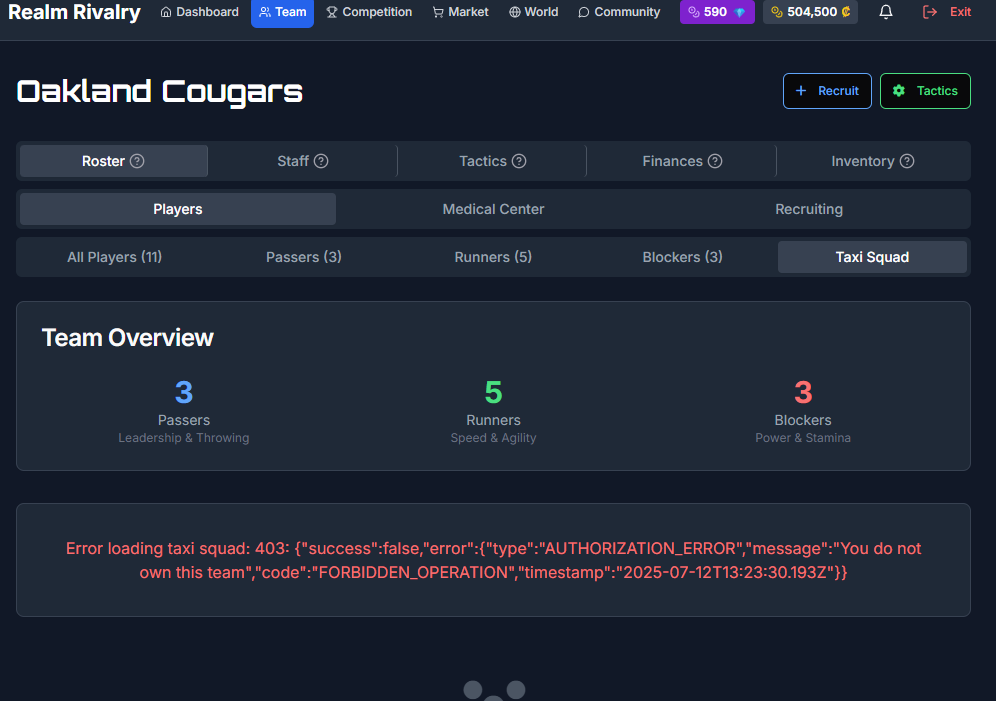 Realm Rivalry Dashboard Team Competition Market World Community 590 504,500 ₡ Exit
Oakland Cougars
+ Recruit Tactics
Roster ? Staff ? Tactics ? Finances ? Inventory ?
Players Medical Center Recruiting
All Players (11) Passers (3) Runners (5) Blockers (3) Taxi Squad
Team Overview
3 5 3
Passers Runners Blockers
Leadership & Throwing Speed & Agility Power & Stamina
Error loading taxi squad: 403: {"success":false,"error":{"type":"AUTHORIZATION_ERROR","message":"You do not
own this team","code":"FORBIDDEN_OPERATION","timestamp":"2025-07-12T13:23:30.193Z"}}